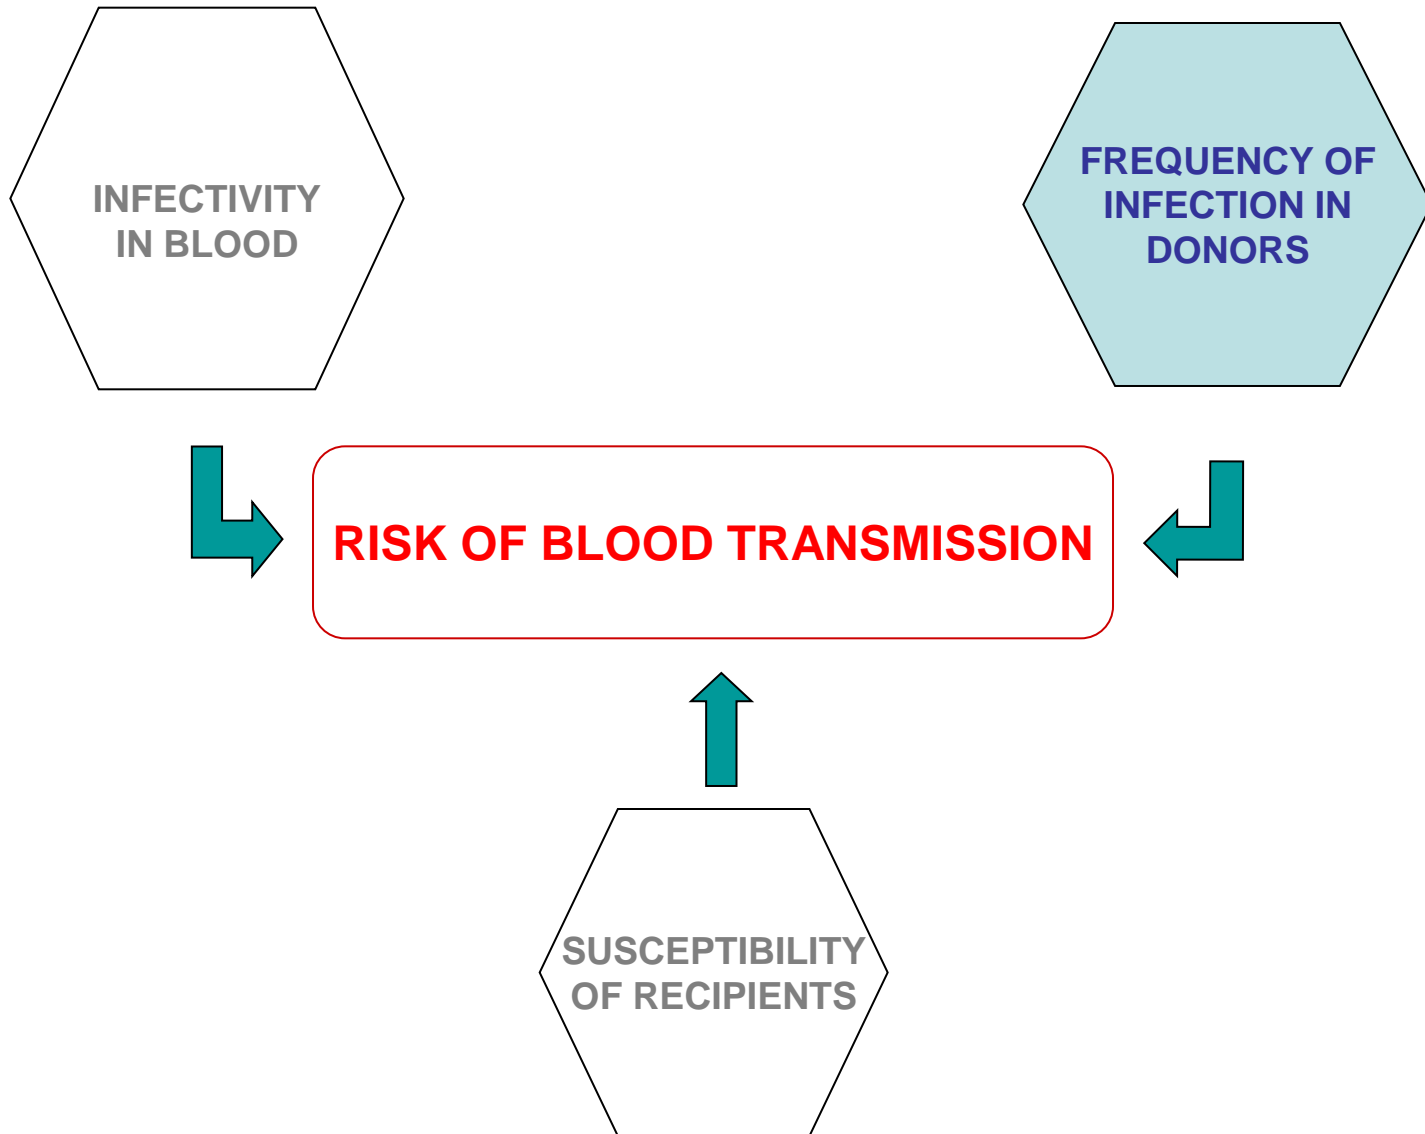 INFECTIVITY
IN BLOOD
FREQUENCY OF
INFECTION IN
DONORS
RISK OF BLOOD TRANSMISSION
SUSCEPTIBILITY
OF RECIPIENTS